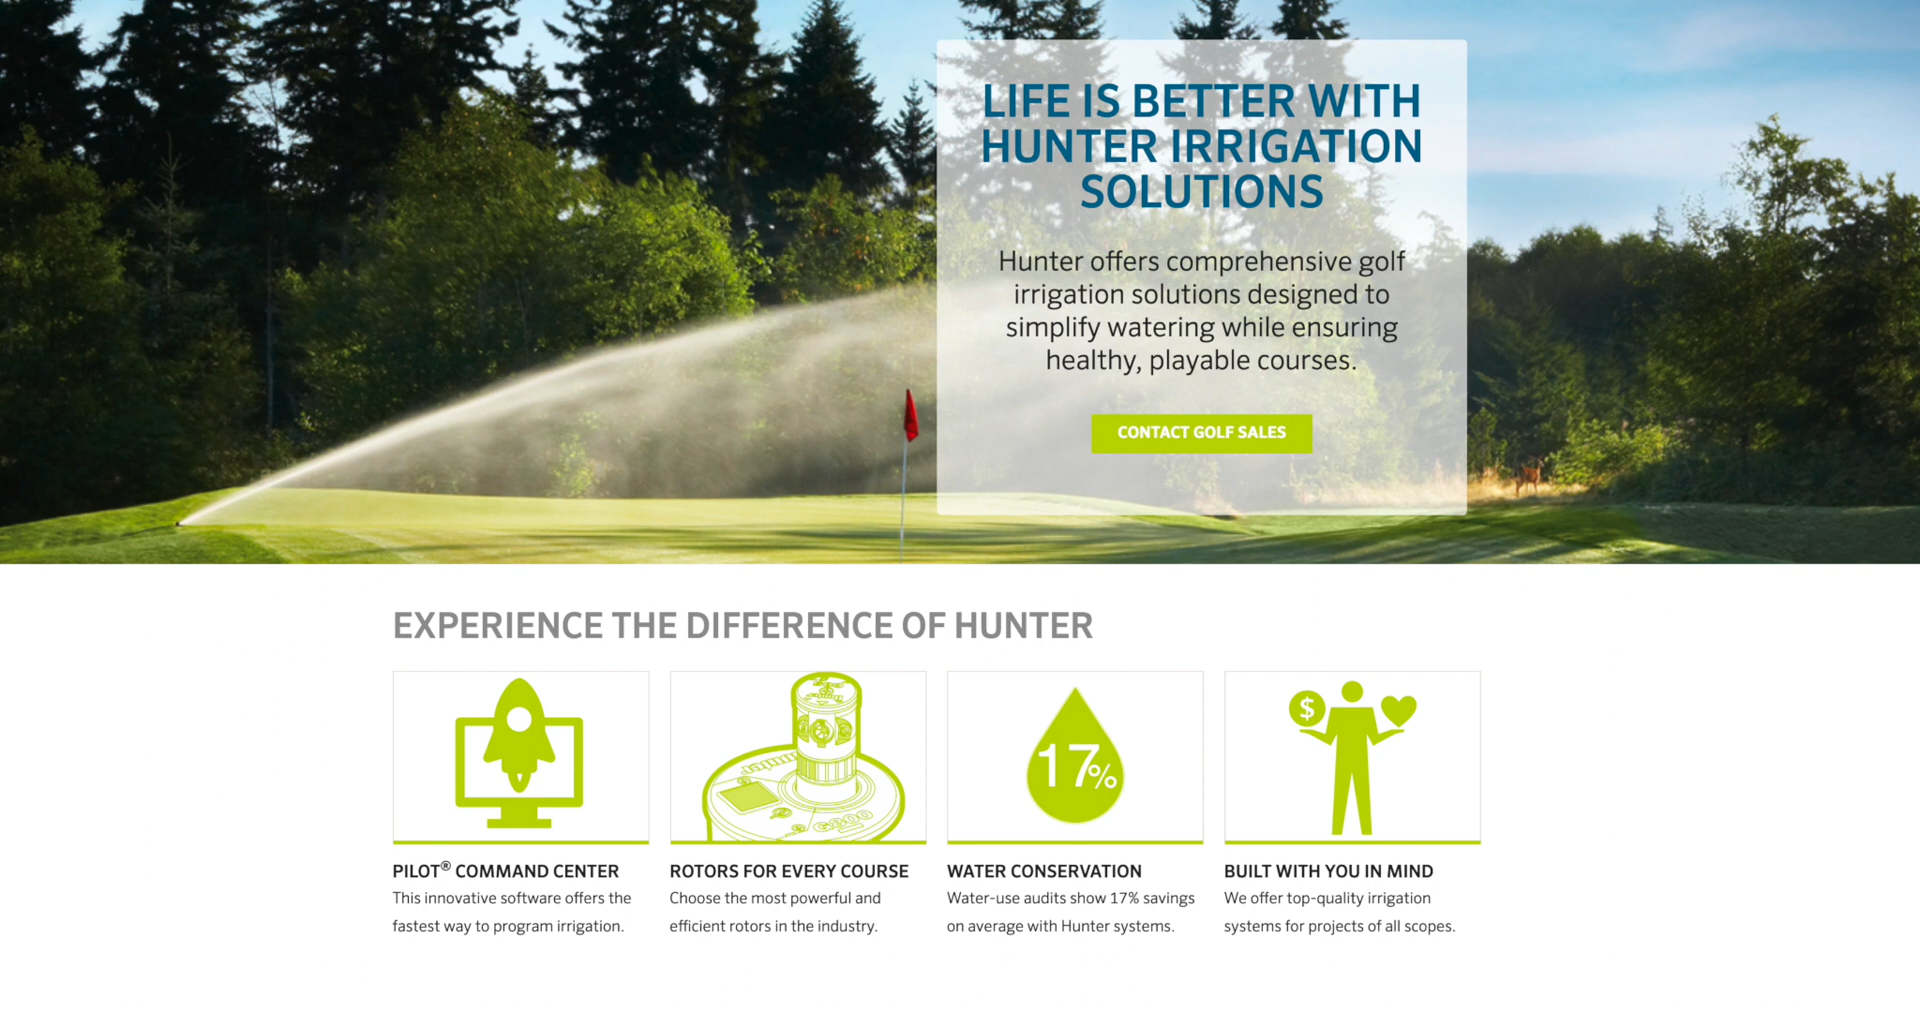 LIFE IS BETTER WITH
HUNTER IRRIGATION
SOLUTIONS
Hunter offers comprehensive golf
irrigation solutions designed to
simplify watering while ensuring
healthy, playable courses.
CONTACT GOLF SALES
EXPERIENCE THE DIFFERENCE OF HUNTER
$
17%
G800
PILOT® COMMAND CENTER
This innovative software offers the
fastest way to program irrigation.
ROTORS FOR EVERY COURSE
Choose the most powerful and
efficient rotors in the industry.
WATER CONSERVATION
Water-use audits show 17% savings
on average with Hunter systems.
BUILT WITH YOU IN MIND
We offer top-quality irrigation
systems for projects of all scopes.